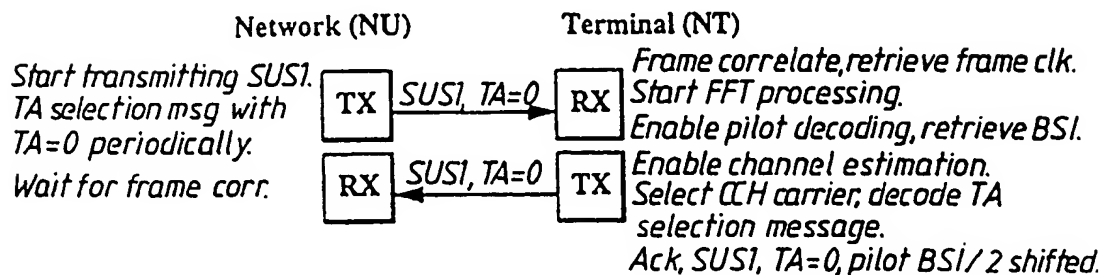 Network (NU)
Terminal (NT)
Start transmitting SUS1.
TA selection msg with
TA=0 periodically.
Wait for frame corr.
TX
SUS1, TA=0
RX
RX
SUS1, TA=0
TX
Frame correlate, retrieve frame clk.
Start FFT processing.
Enable pilot decoding, retrieve BSI.
Enable channel estimation.
Select CCH carrier, decode TA
selection message.
Ack, SUS1, TA=0, pilot BSI/2 shifted.